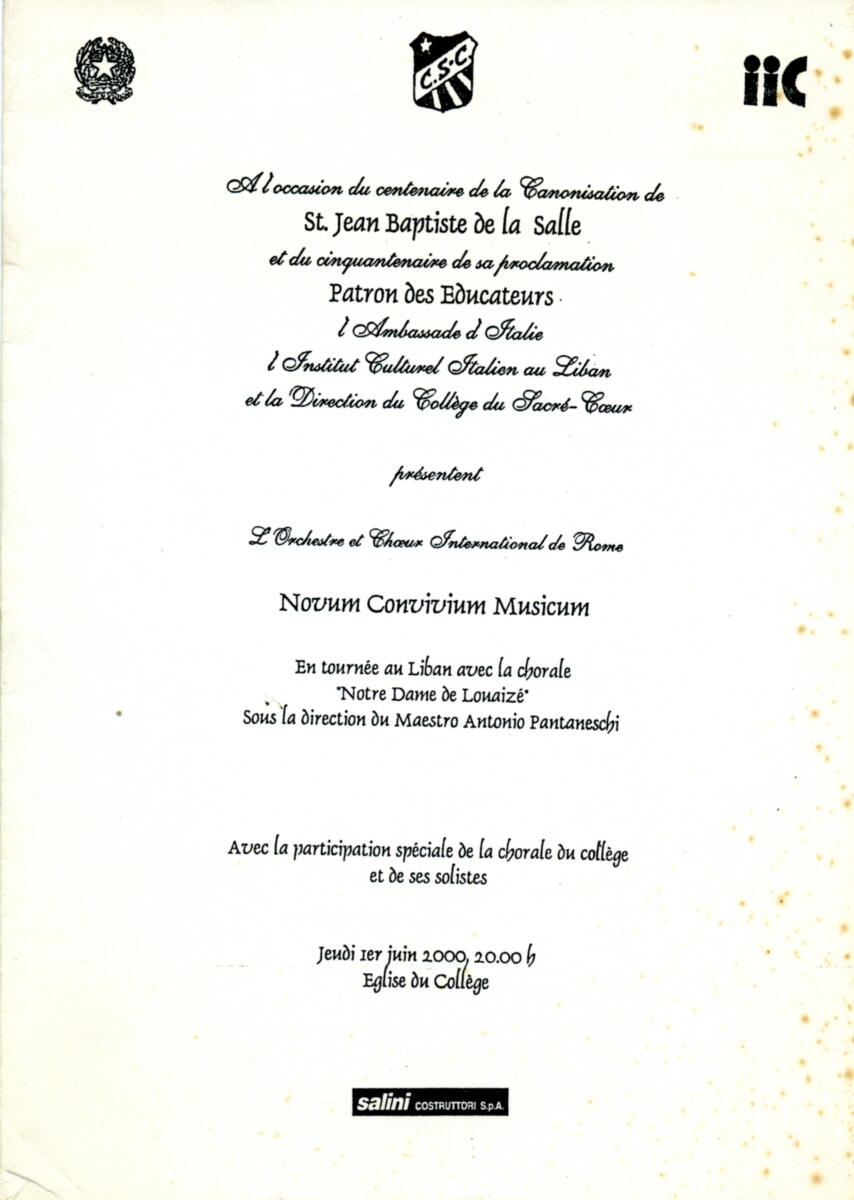 C.S.C.
iiC
A l'occasion du centenaire de la Canonisation de
St. Jean Baptiste de la Salle
et du cinquantenaire de sa proclamation
Patron des Educateurs
l'Ambassade d'Italie
l'Institut Culturel Italien au Liban
et la Direction du Collège du Sacré-Cœur
présentent
L'Orchestre et Chœur International de Rome
Novum Convivium Musicum
En tournée au Liban avec la chorale
"Notre Dame de Louaizé"
Sous la direction du Maestro Antonio Pantaneschi
Avec la participation spéciale de la chorale du collège
et de ses solistes
Jeudi 1er juin 2000, 20.00 h
Eglise du Collège
salini COSTRUTTORI S.p.A.